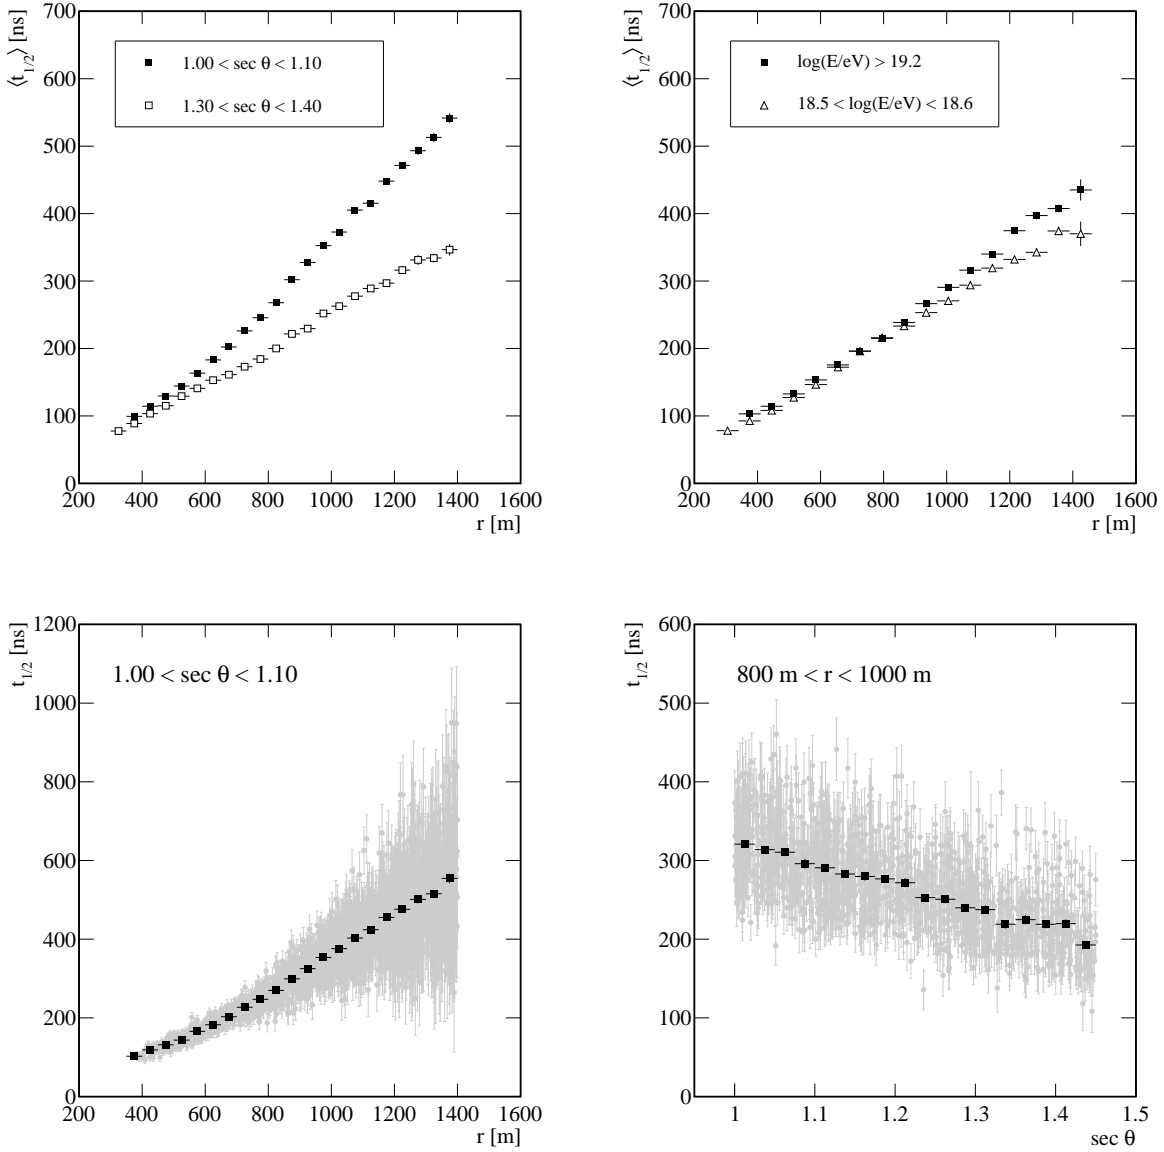 ⟨t1/2⟩ [ns]
700
600
500
400
300
200
100
0
1.00 < sec θ < 1.10
1.30 < sec θ < 1.40
200 400 600 800 1000 1200 1400 1600
r [m]
⟨t1/2⟩ [ns]
700
600
500
400
300
200
100
0
log(E/eV) > 19.2
18.5 < log(E/eV) < 18.6
200 400 600 800 1000 1200 1400 1600
r [m]
t1/2 [ns]
1200
1000
800
600
400
200
0
1.00 < sec θ < 1.10
200 400 600 800 1000 1200 1400 1600
r [m]
t1/2 [ns]
600
500
400
300
200
100
0
800 m < r < 1000 m
1 1.1 1.2 1.3 1.4 1.5
sec θ